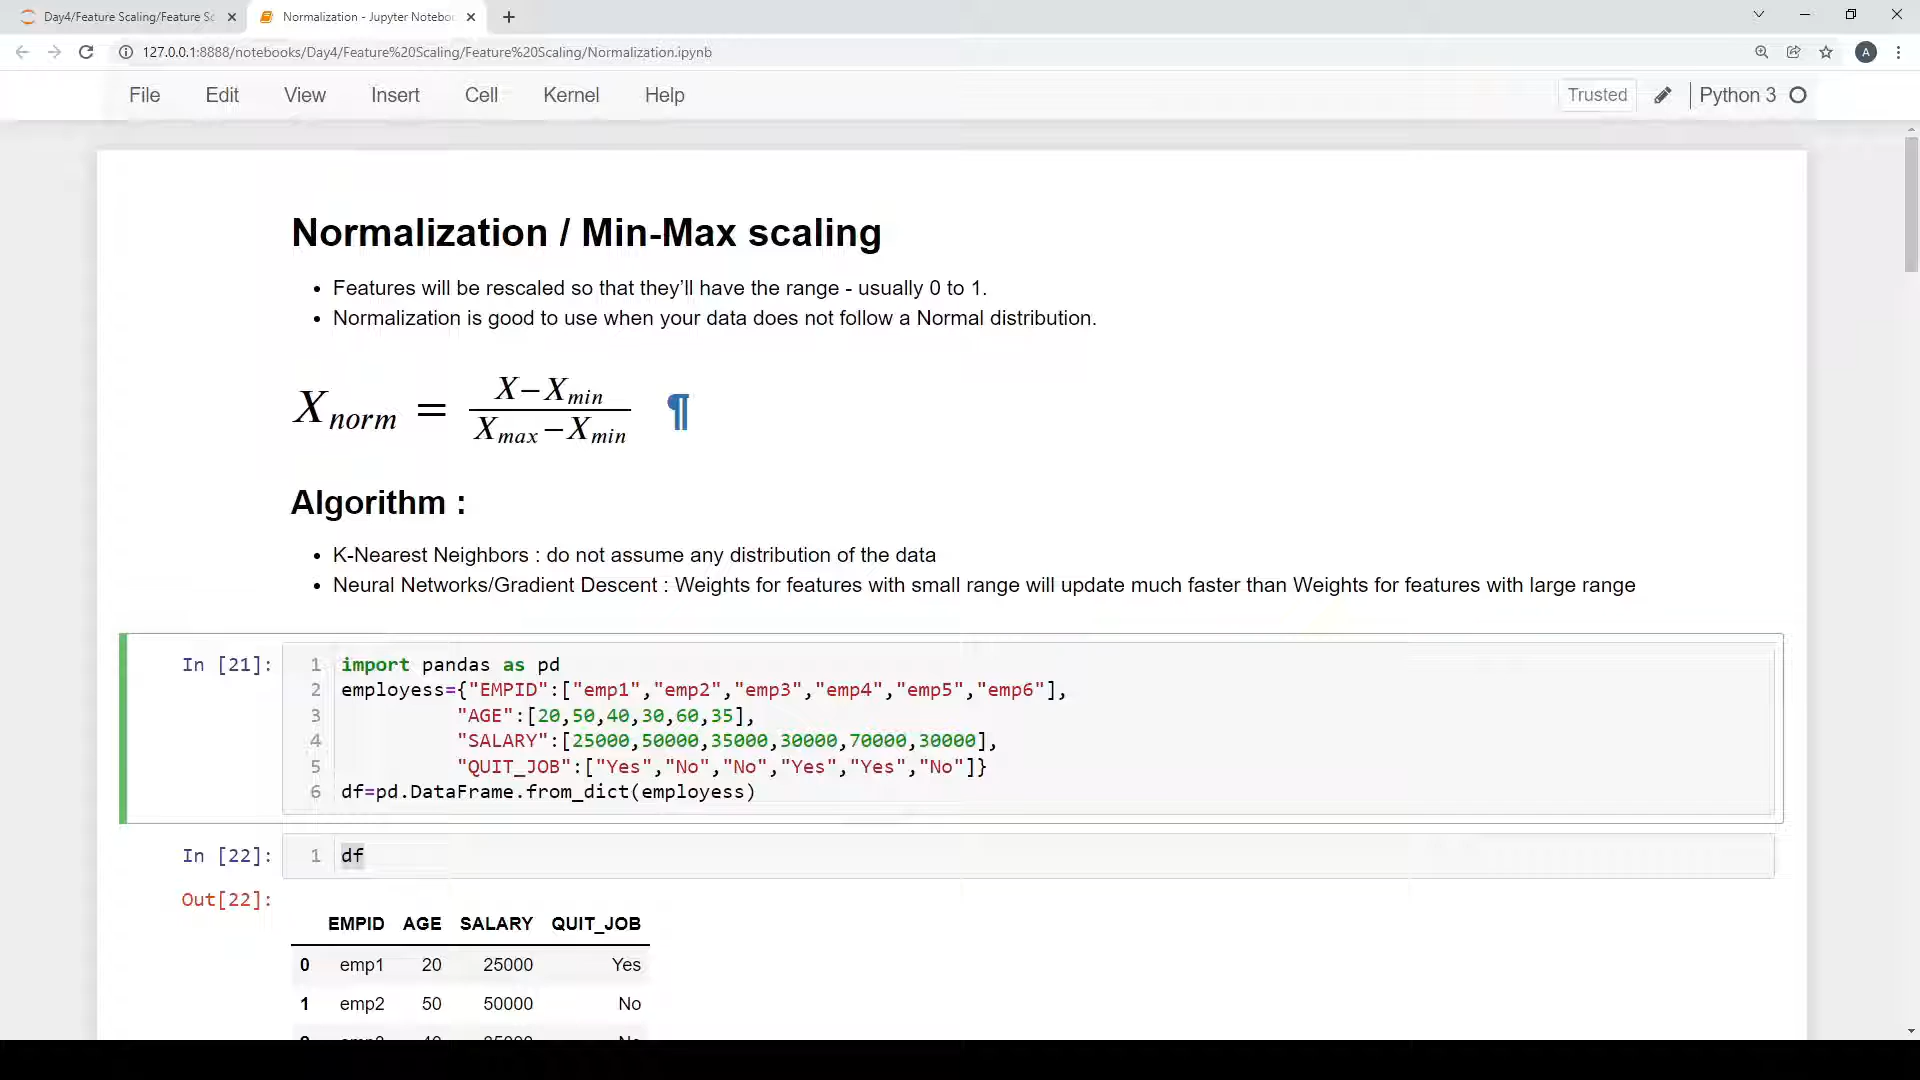 Day4/Feature Scaling/Feature Sc
Normalization - Jupyter Notebo
127.0.0.1:8888/notebooks/Day4/Feature%20Scaling/Feature%20Scaling/Normalization.ipynb
A
File Edit View Insert Cell Kernel Help Trusted Python 3
Normalization / Min-Max scaling
• Features will be rescaled so that they’ll have the range - usually 0 to 1.
• Normalization is good to use when your data does not follow a Normal distribution.
X norm = X−X min / X max −X min ¶
Algorithm :
• K-Nearest Neighbors : do not assume any distribution of the data
• Neural Networks/Gradient Descent : Weights for features with small range will update much faster than Weights for features with large range
In [21]: 1 import pandas as pd
2 employess={"EMPID":["emp1","emp2","emp3","emp4","emp5","emp6"],
3 "AGE":[20,50,40,30,60,35],
4 "SALARY":[25000,50000,35000,30000,70000,30000],
5 "QUIT_JOB":["Yes","No","No","Yes","Yes","No"]}
6 df=pd.DataFrame.from_dict(employess)
In [22]: 1 df
Out[22]:
EMPID AGE SALARY QUIT_JOB
0 emp1 20 25000 Yes
1 emp2 50 50000 No